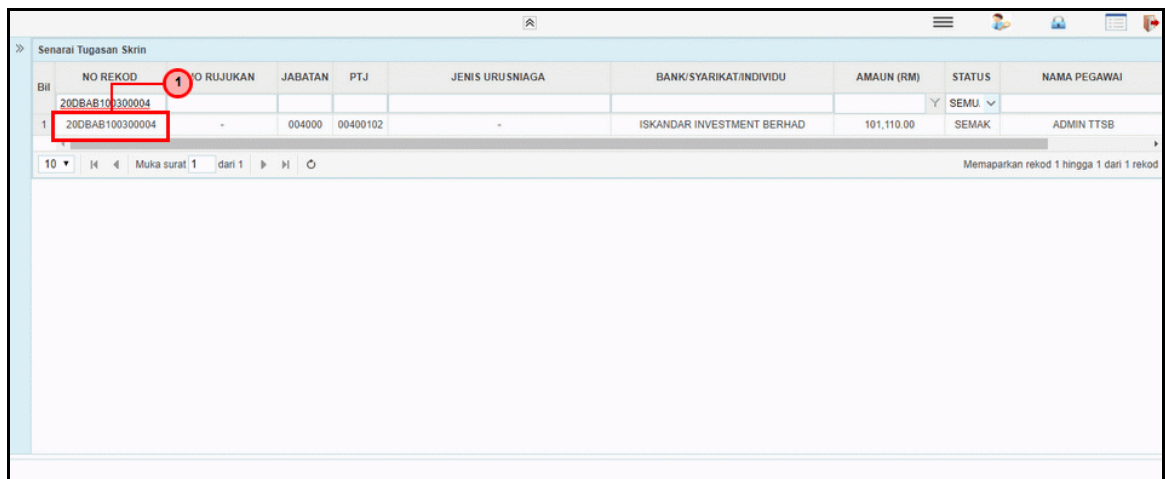 Senarai Tugasan Skrin
Bil NO REKOD O RUJUKAN JABATAN PTJ JENIS URUSNIAGA BANK/SYARIKAT/INDIVIDU AMAUN (RM) STATUS NAMA PEGAWAI
1
20DBAB100300004 SEMU.
1 20DBAB100300004 - 004000 00400102 - ISKANDAR INVESTMENT BERHAD 101,110.00 SEMAK ADMIN TTSB
10 Muka surat 1 dari 1 Memaparkan rekod 1 hingga 1 dari 1 rekod